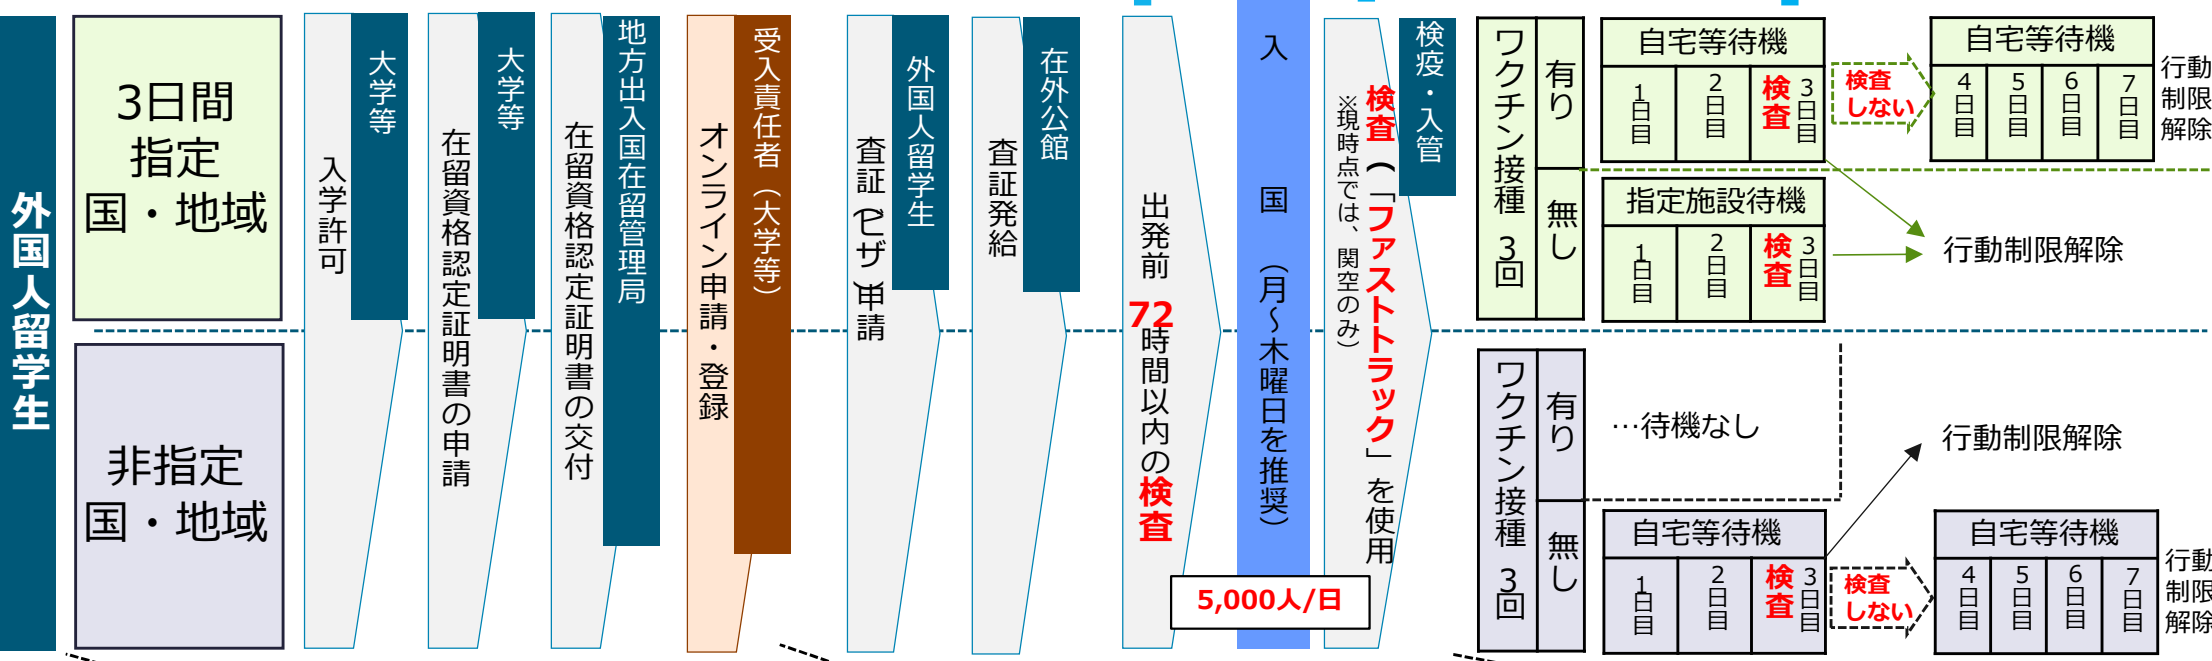 外国人留学生
3日間
指定
国・地域
非指定
国・地域
大学等
入学許可
大学等
在留資格認定証明書の申請
地方出入国在留管理局
在留資格認定証明書の交付
受入責任者（大学等）
オンライン申請・登録
外国人留学生
査証（ビザ）申請
在外公館
査証発給
出発前72時間以内の検査
入国（月～木曜日を推奨）
5,000人/日
検疫・入管
検査（「ファストトラック」を使用
※現時点では、関空のみ）
ワクチン接種 3回
有り
無し
自宅等待機
1日目
2日目
3日目
検査
検査
しない
自宅等待機
4日目
5日目
6日目
7日目
行動
制限
解除
指定施設待機
1日目
2日目
3日目
検査
行動制限解除
ワクチン接種 3回
有り
無し
…待機なし
行動制限解除
自宅等待機
1日目
2日目
3日目
検査
検査
しない
自宅等待機
4日目
5日目
6日目
7日目
行動
制限
解除